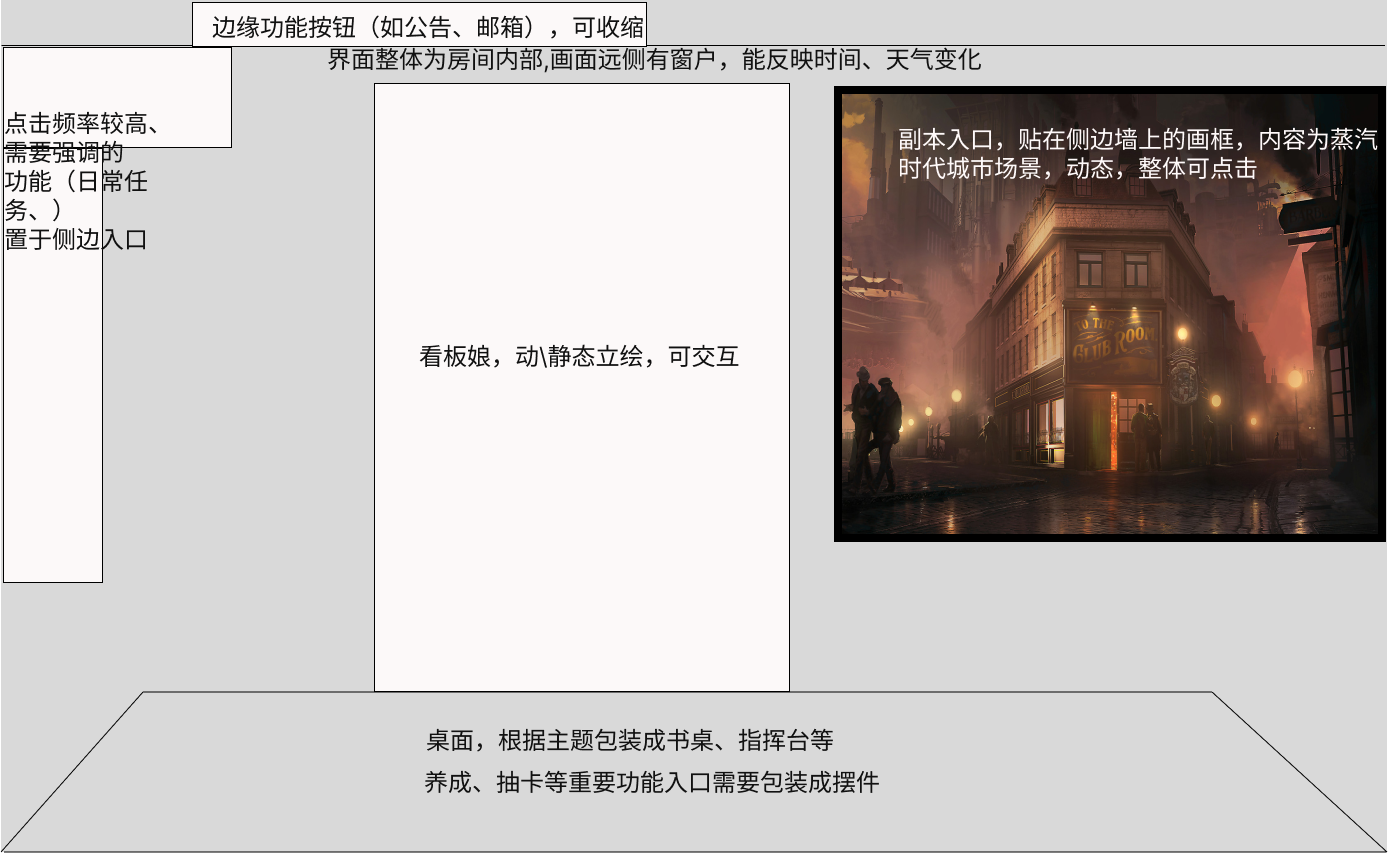 边缘功能按钮（如公告、邮箱），可收缩
界面整体为房间内部,画面远侧有窗户，能反映时间、天气变化
点击频率较高、
需要强调的
功能（日常任
务、）
置于侧边入口
副本入口，贴在侧边墙上的画框，内容为蒸汽
时代城市场景，动态，整体可点击
TO THE
CLUB ROOM
看板娘，动\静态立绘，可交互
桌面，根据主题包装成书桌、指挥台等
养成、抽卡等重要功能入口需要包装成摆件